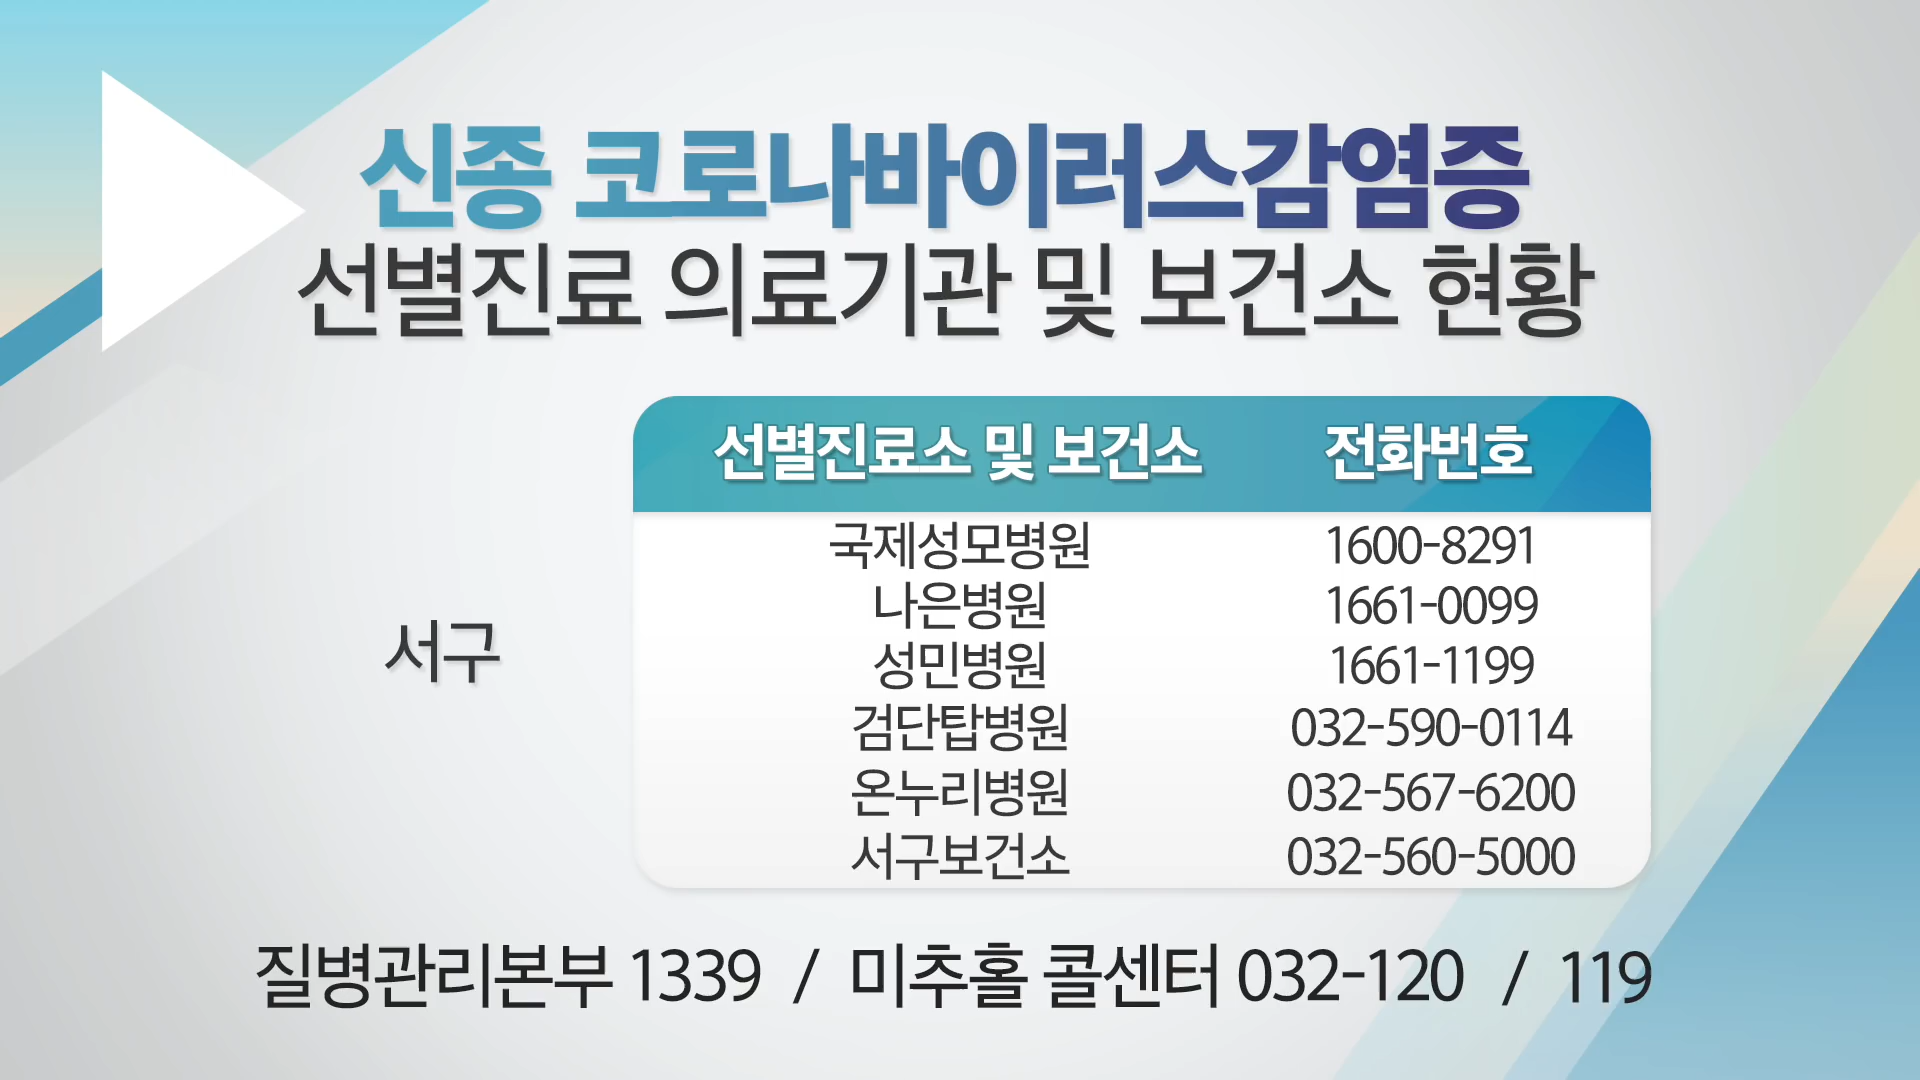 신종 코로나바이러스감염증
선별진료 의료기관 및 보건소 현황
선별진료소 및 보건소 전화번호
서구
국제성모병원 1600-8291
나은병원 1661-0099
성민병원 1661-1199
검단탑병원 032-590-0114
온누리병원 032-567-6200
서구보건소 032-560-5000
질병관리본부 1339 / 미추홀 콜센터 032-120 / 119